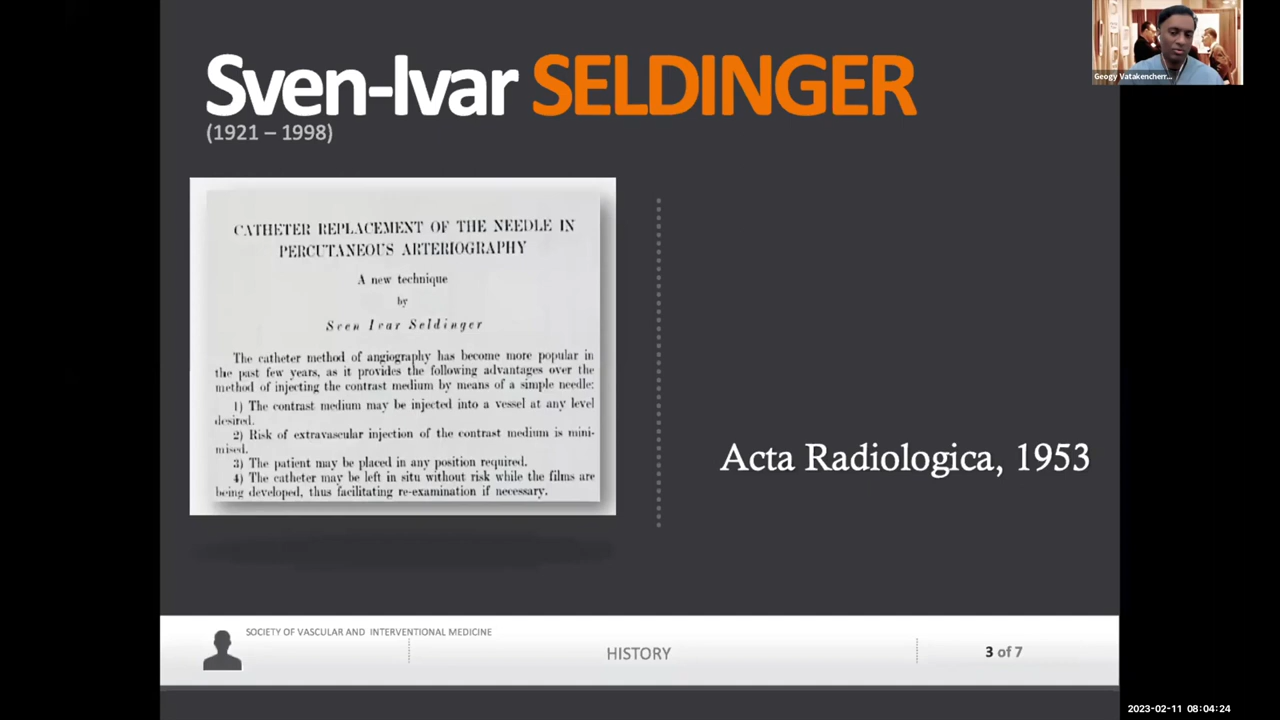 Sven-Ivar SELDINGER
(1921 – 1998)
CATHETER REPLACEMENT OF THE NEEDLE IN
PERCUTANEOUS ARTERIOGRAPHY
A new technique
by
Sven Ivar Seldinger
The catheter method of angiography has become more popular in
the past few years, as it provides the following advantages over the
method of injecting the contrast medium by means of a simple needle:
1) The contrast medium may be injected into a vessel at any level
desired.
2) Risk of extravascular injection of the contrast medium is mini-
mised.
3) The patient may be placed in any position required.
4) The catheter may be left in situ without risk while the films are
being developed, thus facilitating re-examination if necessary.
Acta Radiologica, 1953
SOCIETY OF VASCULAR AND INTERVENTIONAL MEDICINE
HISTORY
3 of 7
Geogy Vatakencherr...
2023-02-11 08:04:24